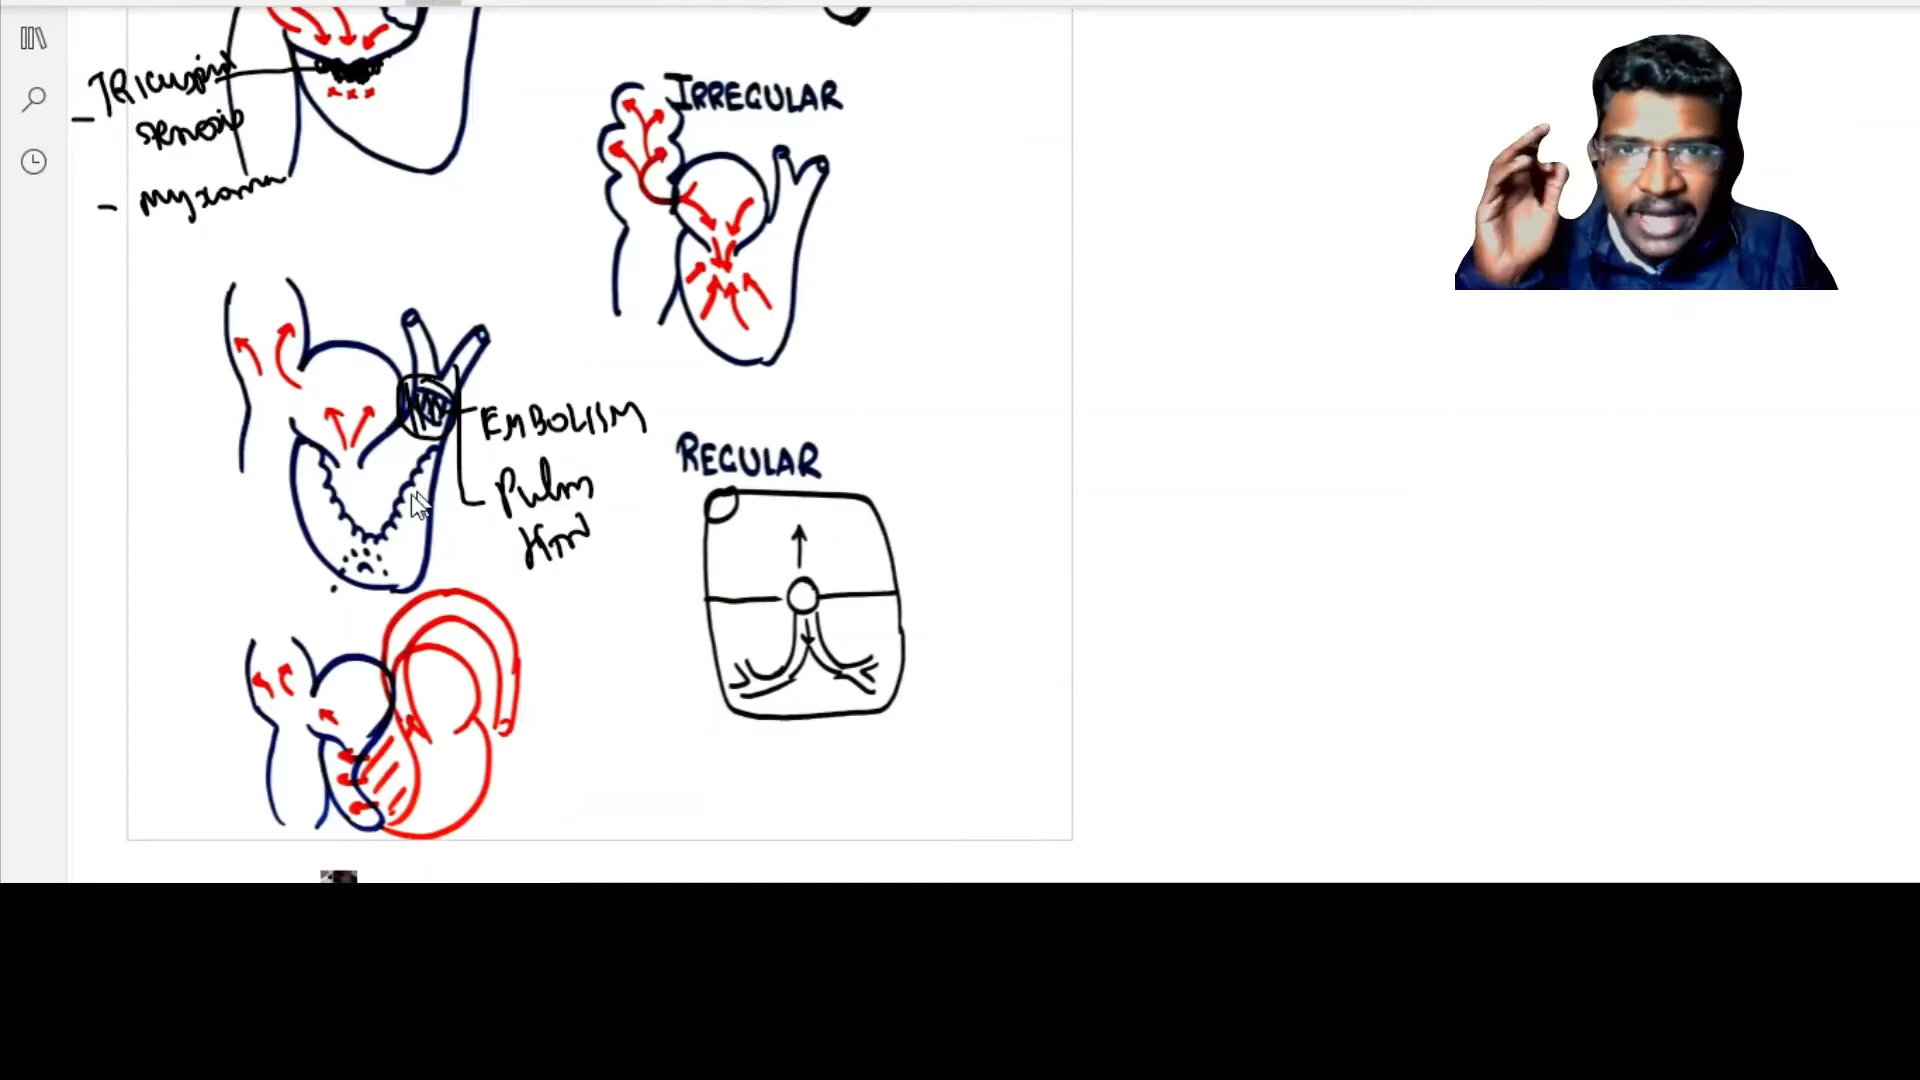 - TRICUSPID
STENOSIS
- Myxoma
IRREGULAR
EMBOLISM
Pulm
HTN
REGULAR